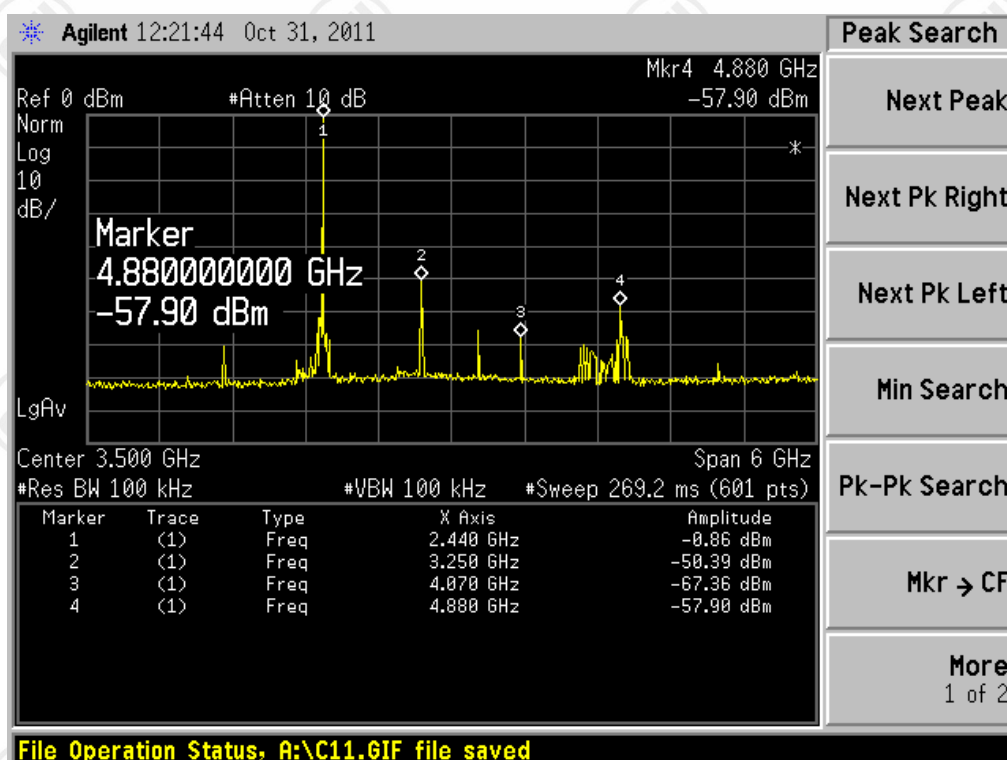 Agilent 12:21:44 Oct 31, 2011
Peak Search
Mkr4 4.880 GHz
Ref 0 dBm #Atten 10 dB -57.90 dBm
Norm
Log
10
dB/
1
2
3
4
*
Marker
4.880000000 GHz
-57.90 dBm
LgAv
Center 3.500 GHz Span 6 GHz
#Res BW 100 kHz #VBW 100 kHz #Sweep 269.2 ms (601 pts)
Marker Trace Type X Axis Amplitude
1 (1) Freq 2.440 GHz -0.86 dBm
2 (1) Freq 3.250 GHz -50.39 dBm
3 (1) Freq 4.070 GHz -67.36 dBm
4 (1) Freq 4.880 GHz -57.90 dBm
Next Peak
Next Pk Right
Next Pk Left
Min Search
Pk-Pk Search
Mkr → CF
More
1 of 2
File Operation Status, A:\C11.GIF file saved